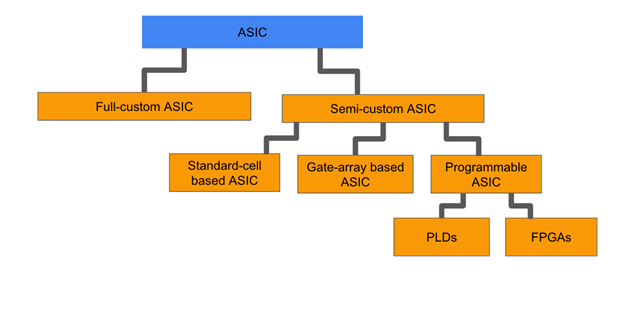 ASIC
Full-custom ASIC
Semi-custom ASIC
Standard-cell
based ASIC
Gate-array based
ASIC
Programmable
ASIC
PLDs
FPGAs